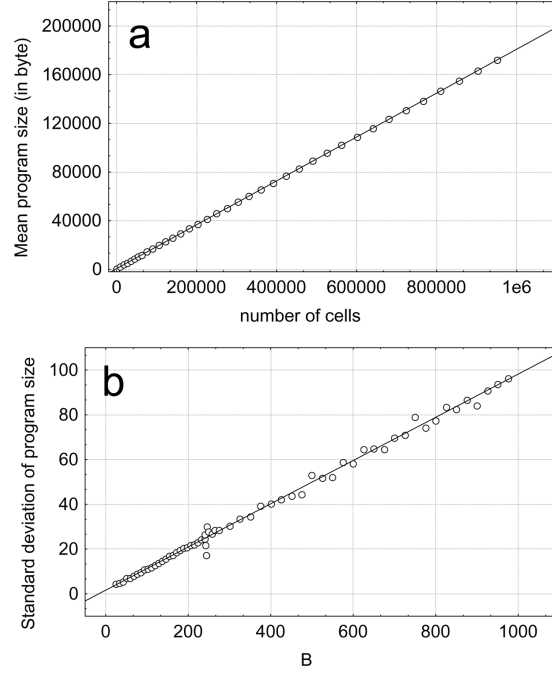 a
200000
160000
120000
80000
40000
0
Mean program size (in byte)
0 200000 400000 600000 800000 1e6
number of cells
b
100
80
60
40
20
0
Standard deviation of program size
0 200 400 600 800 1000
B